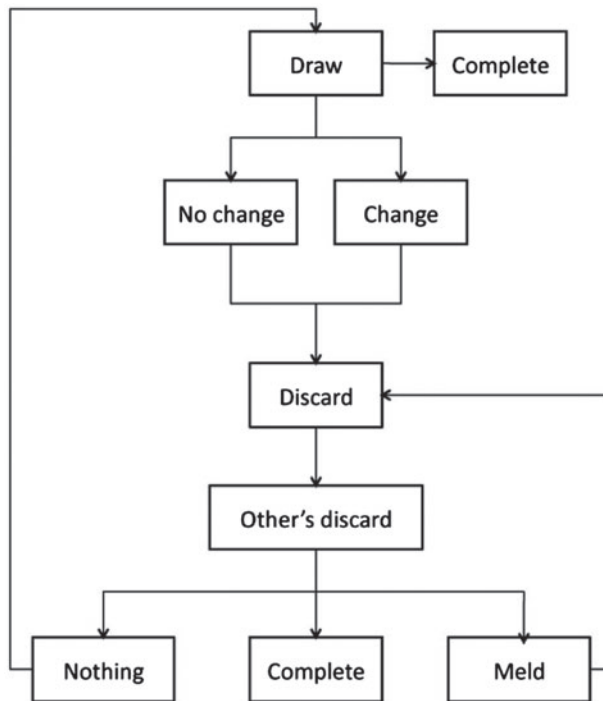 Draw
Complete
No change
Change
Discard
Other's discard
Nothing
Complete
Meld